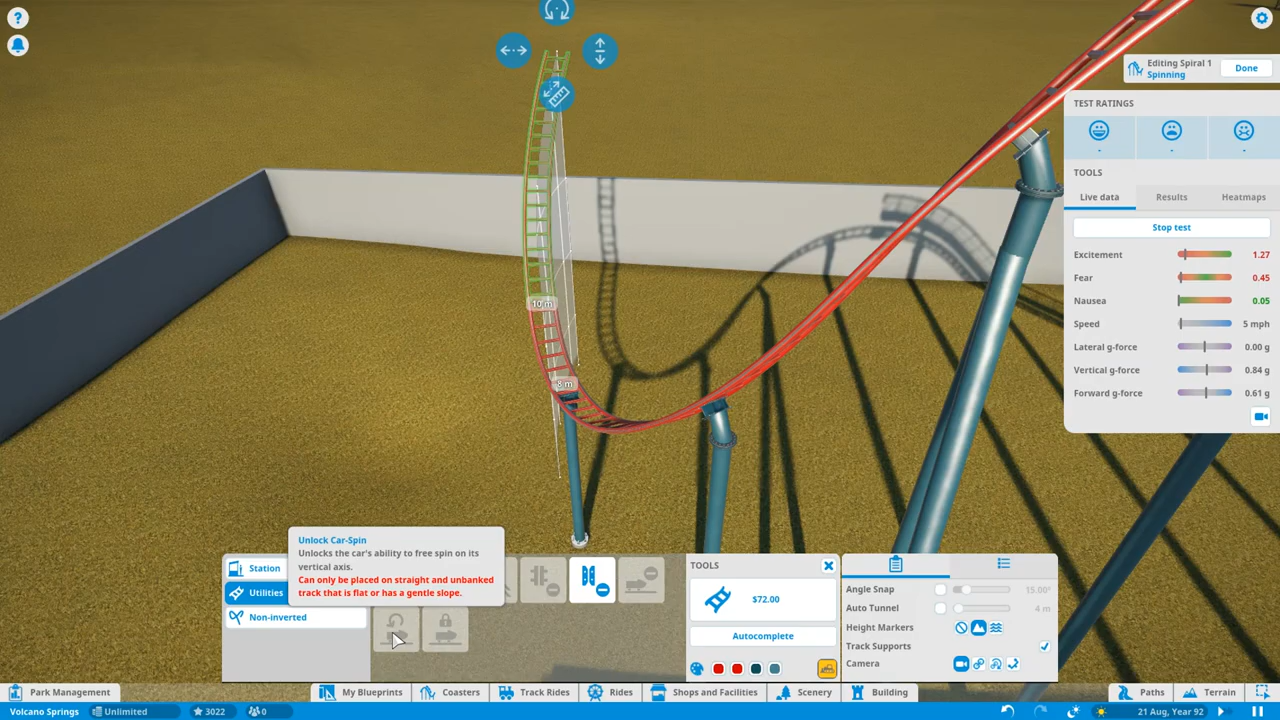 ?
Editing Spiral 1
Spinning
Done
TEST RATINGS
- - -
TOOLS
Live data Results Heatmaps
Stop test
Excitement 1.27
Fear 0.45
Nausea 0.05
Speed 5 mph
Lateral g-force 0.00 g
Vertical g-force 0.84 g
Forward g-force 0.61 g
10 m
8 m
Unlock Car-Spin
Unlocks the car's ability to free spin on its
vertical axis.
Can only be placed on straight and unbanked
track that is flat or has a gentle slope.
Station
Utilities
Non-inverted
TOOLS
$72.00
Autocomplete
Angle Snap 15.00°
Auto Tunnel 4 m
Height Markers
Track Supports
Camera
Park Management My Blueprints Coasters Track Rides Rides Shops and Facilities Scenery Building Paths Terrain
Volcano Springs Unlimited 3022 0 21 Aug, Year 92